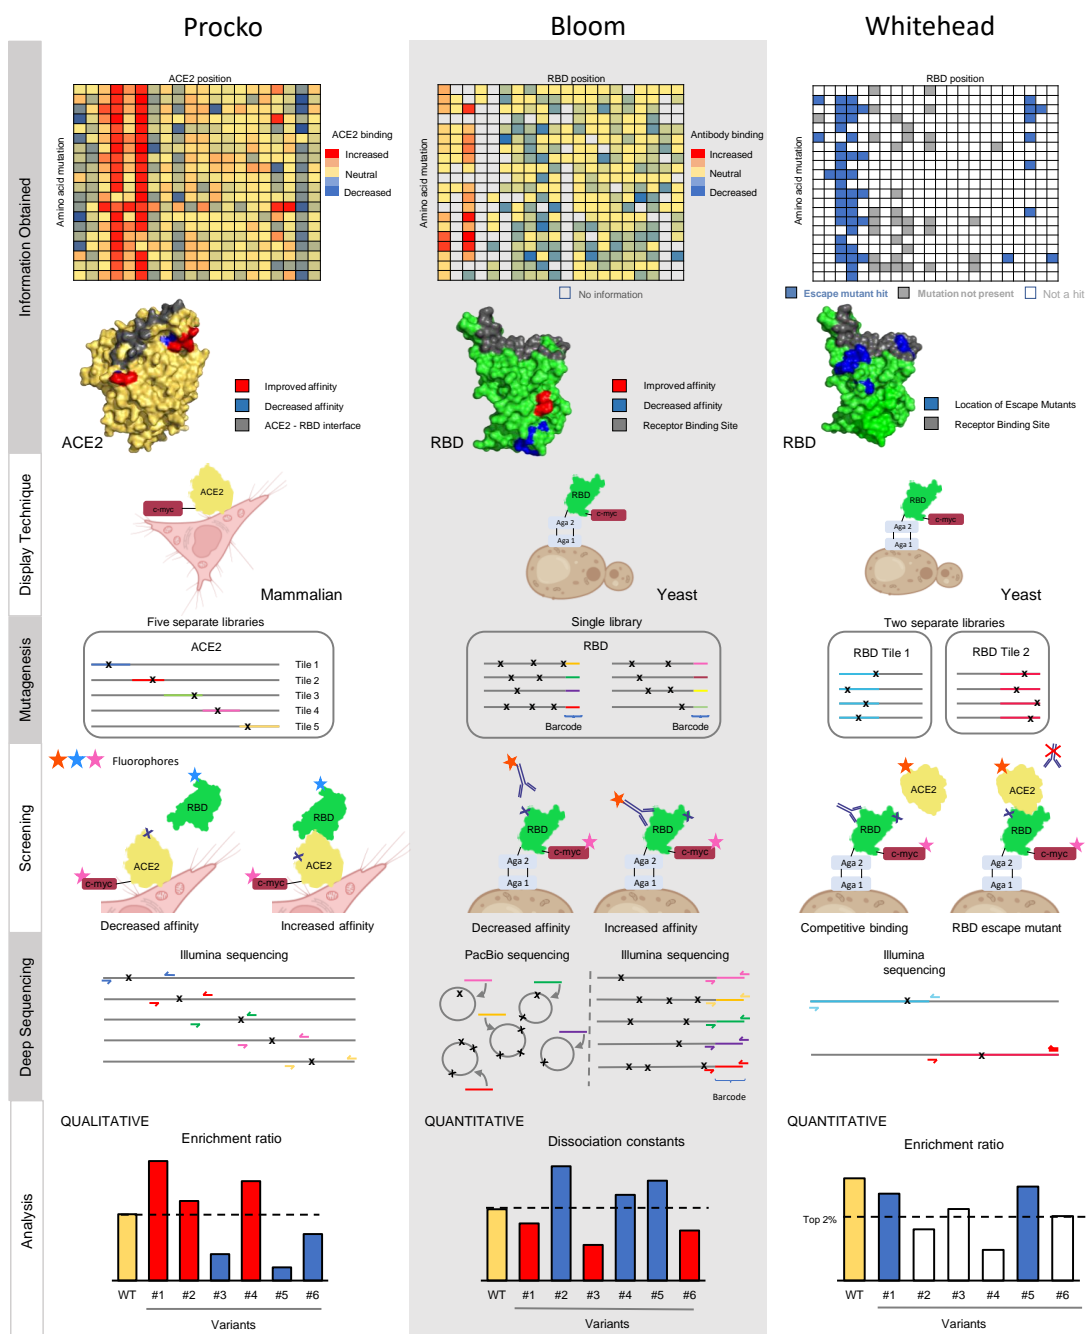 Procko
Bloom
Whitehead
Information Obtained
ACE2 position
Amino acid mutation
ACE2 binding
Increased
Neutral
Decreased
RBD position
Amino acid mutation
Antibody binding
Increased
Neutral
Decreased
No information
RBD position
Amino acid mutation
Escape mutant hit
Mutation not present
Not a hit
Improved affinity
Decreased affinity
ACE2 - RBD interface
ACE2
Improved affinity
Decreased affinity
Receptor Binding Site
RBD
Location of Escape Mutants
Receptor Binding Site
RBD
Display Technique
ACE2
c-myc
Mammalian
RBD
c-myc
Aga 2
Aga 1
Yeast
RBD
c-myc
Aga 2
Aga 1
Yeast
Mutagenesis
Five separate libraries
ACE2
Tile 1
Tile 2
Tile 3
Tile 4
Tile 5
Single library
RBD
Barcode
Barcode
Two separate libraries
RBD Tile 1
RBD Tile 2
Screening
Fluorophores
RBD
ACE2
c-myc
Decreased affinity
RBD
ACE2
c-myc
Increased affinity
RBD
c-myc
Aga 2
Aga 1
Decreased affinity
RBD
c-myc
Aga 2
Aga 1
Increased affinity
ACE2
RBD
c-myc
Aga 2
Aga 1
Competitive binding
ACE2
RBD
c-myc
Aga 2
Aga 1
RBD escape mutant
Deep Sequencing
Illumina sequencing
PacBio sequencing
Illumina sequencing
Barcode
Illumina
sequencing
Analysis
QUALITATIVE
Enrichment ratio
WT #1 #2 #3 #4 #5 #6
Variants
QUANTITATIVE
Dissociation constants
WT #1 #2 #3 #4 #5 #6
Variants
QUANTITATIVE
Enrichment ratio
Top 2%
WT #1 #2 #3 #4 #5 #6
Variants